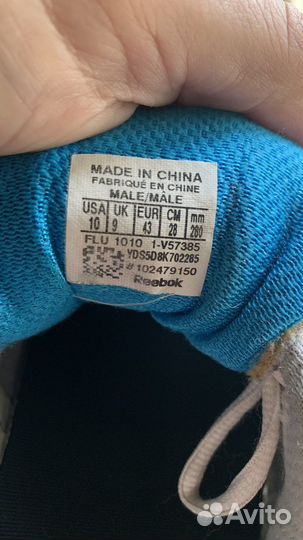 MADE IN CHINA
FABRIQUÉ EN CHINE
MALE/MÂLE
USA UK EUR CM mm
10 9 43 28 280
FLU 1010 1-V57385
YDS5D8K702285
#102479150
Reebok
Avito